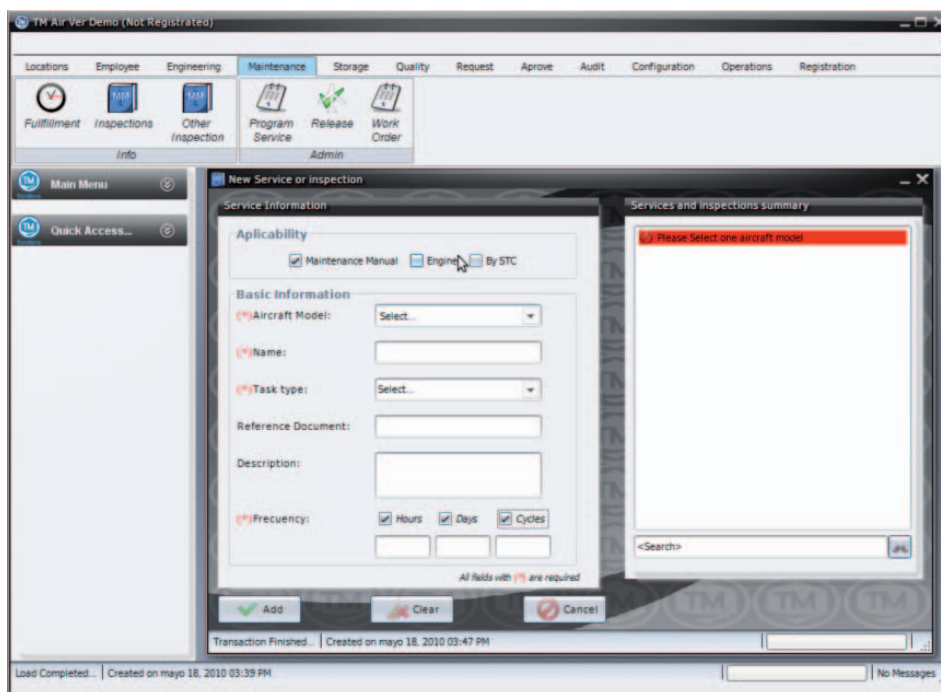 TM Air Ver Demo (Not Registrated)
Locations Employee Engineering Maintenance Storage Quality Request Aprove Audit Configuration Operations Registration
Fullfillment Inspections Other Inspection Program Service Release Work Order
Info Admin
TM Main Menu
TM Quick Access...
New Service or inspection
Service Information
Aplicability
Maintenance Manual Engine By STC
Basic Information
(*)Aircraft Model: Select...
(*)Name:
(*)Task type: Select...
Reference Document:
Description:
(*)Frecuency: Hours Days Cycles
All fields with (*) are required
Add Clear Cancel
Services and inspections summary
Please Select one aircraft model
<Search>
Transaction Finished... Created on mayo 18, 2010 03:47 PM
Load Completed... Created on mayo 18, 2010 03:39 PM No Messages